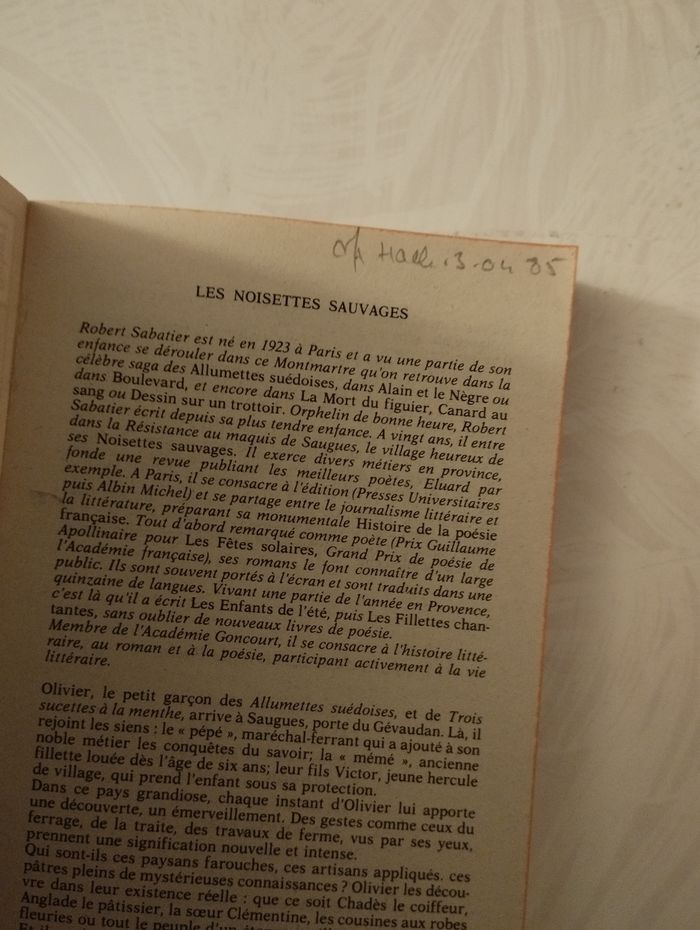 13-04 85
LES NOISETTES SAUVAGES
Robert Sabatier est né en 1923 à Paris et a vu une partie de son
enfance se dérouler dans ce Montmartre qu'on retrouve dans la
célèbre saga des Allumettes suédoises, dans Alain et le Nègre ou
dans Boulevard, et encore dans La Mort du figuier, Canard au
sang ou Dessin sur un trottoir. Orphelin de bonne heure, Robert
Sabatier écrit depuis sa plus tendre enfance. A vingt ans, il entre
dans la Résistance au maquis de Saugues, le village heureux de
ses Noisettes sauvages. Il exerce divers métiers en province,
fonde une revue publiant les meilleurs poètes, Eluard par
exemple. A Paris, il se consacre à l'édition (Presses Universitaires
puis Albin Michel) et se partage entre le journalisme littéraire et
la littérature, préparant sa monumentale Histoire de la poésie
française. Tout d'abord remarqué comme poète (Prix Guillaume
Apollinaire pour Les Fêtes solaires, Grand Prix de poésie de
l'Académie française), ses romans le font connaître d'un large
public. Ils sont souvent portés à l'écran et sont traduits dans une
quinzaine de langues. Vivant une partie de l'année en Provence,
c'est là qu'il a écrit Les Enfants de l'été, puis Les Fillettes chan-
tantes, sans oublier de nouveaux livres de poésie.
Membre de l'Académie Goncourt, il se consacre à l'histoire litté-
raire, au roman et à la poésie, participant activement à la vie
littéraire.
Olivier, le petit garçon des Allumettes suédoises, et de Trois
sucettes à la menthe, arrive à Saugues, porte du Gévaudan. Là, il
rejoint les siens : le « pépé », maréchal-ferrant qui a ajouté à son
noble métier les conquêtes du savoir; la « mémé », ancienne
fillette louée dès l'âge de six ans; leur fils Victor, jeune hercule
de village, qui prend l'enfant sous sa protection.
Dans ce pays grandiose, chaque instant d'Olivier lui apporte
une découverte, un émerveillement. Des gestes comme ceux du
ferrage, de la traite, des travaux de ferme, vus par ses yeux,
prennent une signification nouvelle et intense.
Qui sont-ils ces paysans farouches, ces artisans appliqués, ces
pâtres pleins de mystérieuses connaissances ? Olivier les décou-
vre dans leur existence réelle : que ce soit Chadès le coiffeur,
Anglade le pâtissier, la sœur Clémentine, les cousines aux robes
fleuries ou tout le peuple d'un